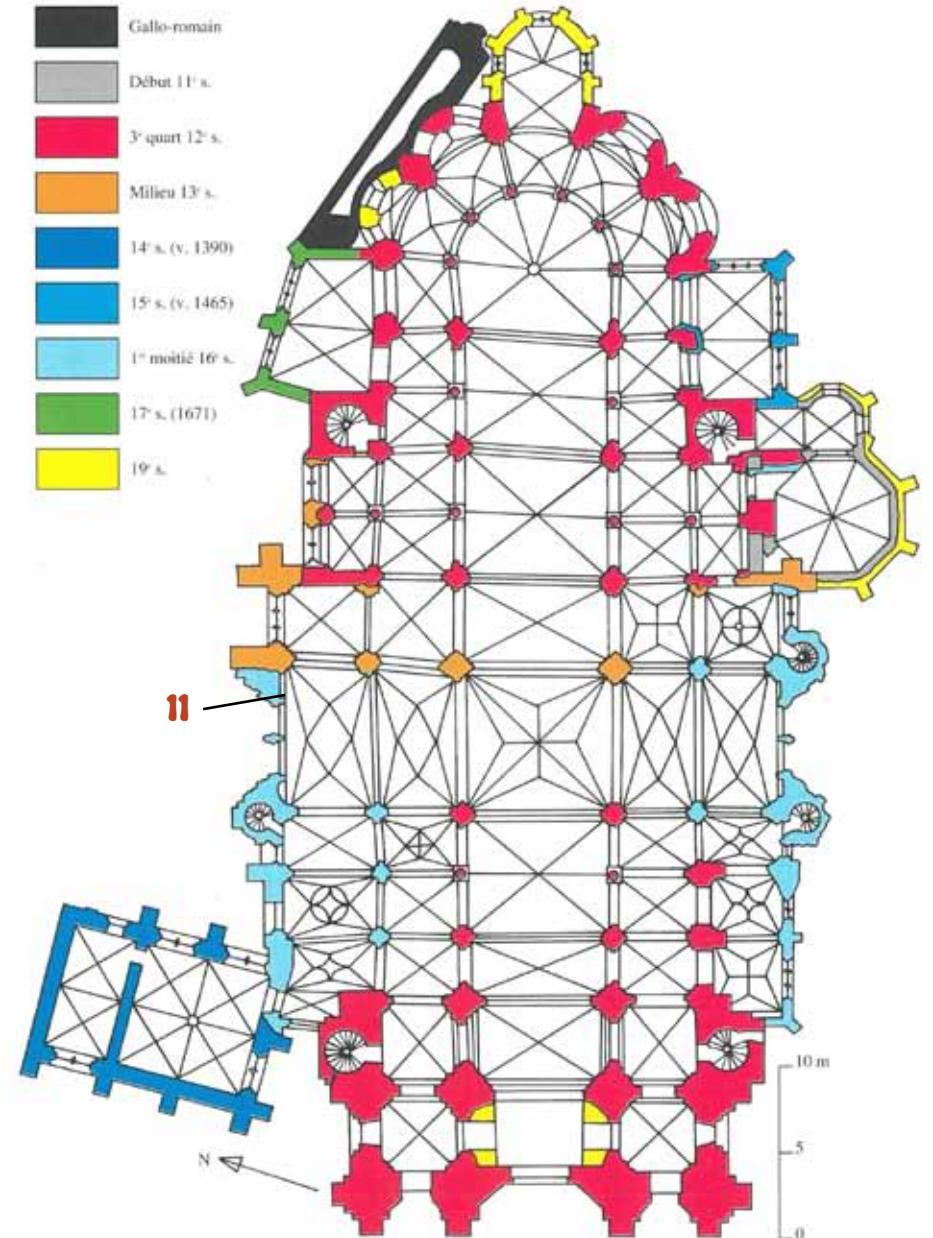 Gallo-romain
Début 11e s.
3e quart 12e s.
Milieu 13e s.
14e s. (v. 1390)
15e s. (v. 1465)
1re moitié 16e s.
17e s. (1671)
19e s.
11
10 m
5
N
0